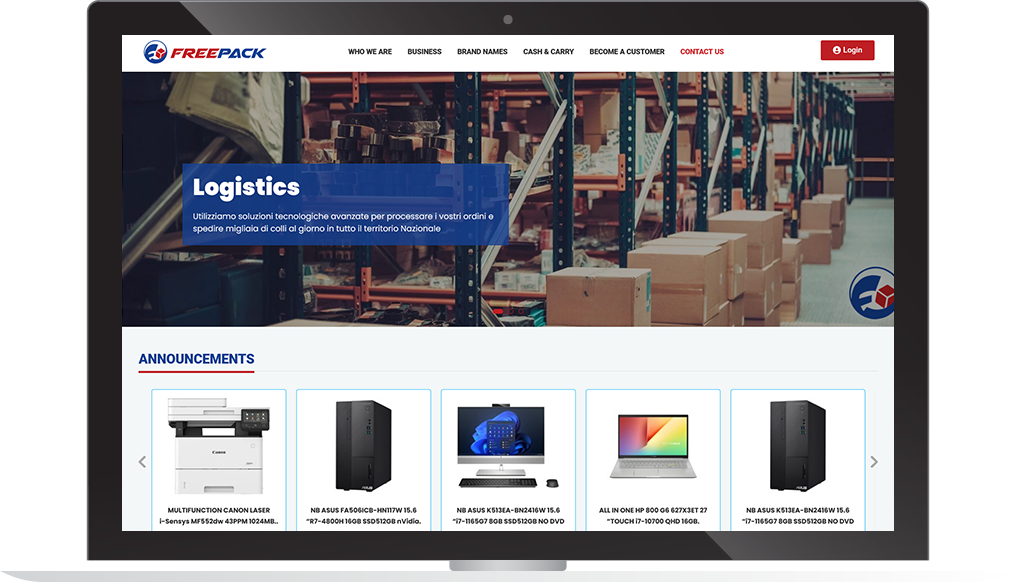 FREEPACK
WHO WE ARE
BUSINESS
BRAND NAMES
CASH & CARRY
BECOME A CUSTOMER
CONTACT US
Login
Logistics
Utilizziamo soluzioni tecnologiche avanzate per processare i vostri ordini e
spedire migliaia di colli al giorno in tutto il territorio Nazionale
ANNOUNCEMENTS
Canon
ASUS
ASUS
MULTIFUNCTION CANON LASER
i-Sensys MF552dw 43PPM 1024MB..
NB ASUS FA506ICB-HN117W 15.6
"R7-4800H 16GB SSD512GB nVidia.
NB ASUS K513EA-BN2416W 15.6
"i7-1165G7 8GB SSD512GB NO DVD
ALL IN ONE HP 800 G6 627X3ET 27
"TOUCH i7-10700 QHD 16GB.
NB ASUS K513EA-BN2416W 15.6
"i7-1165G7 8GB SSD512GB NO DVD